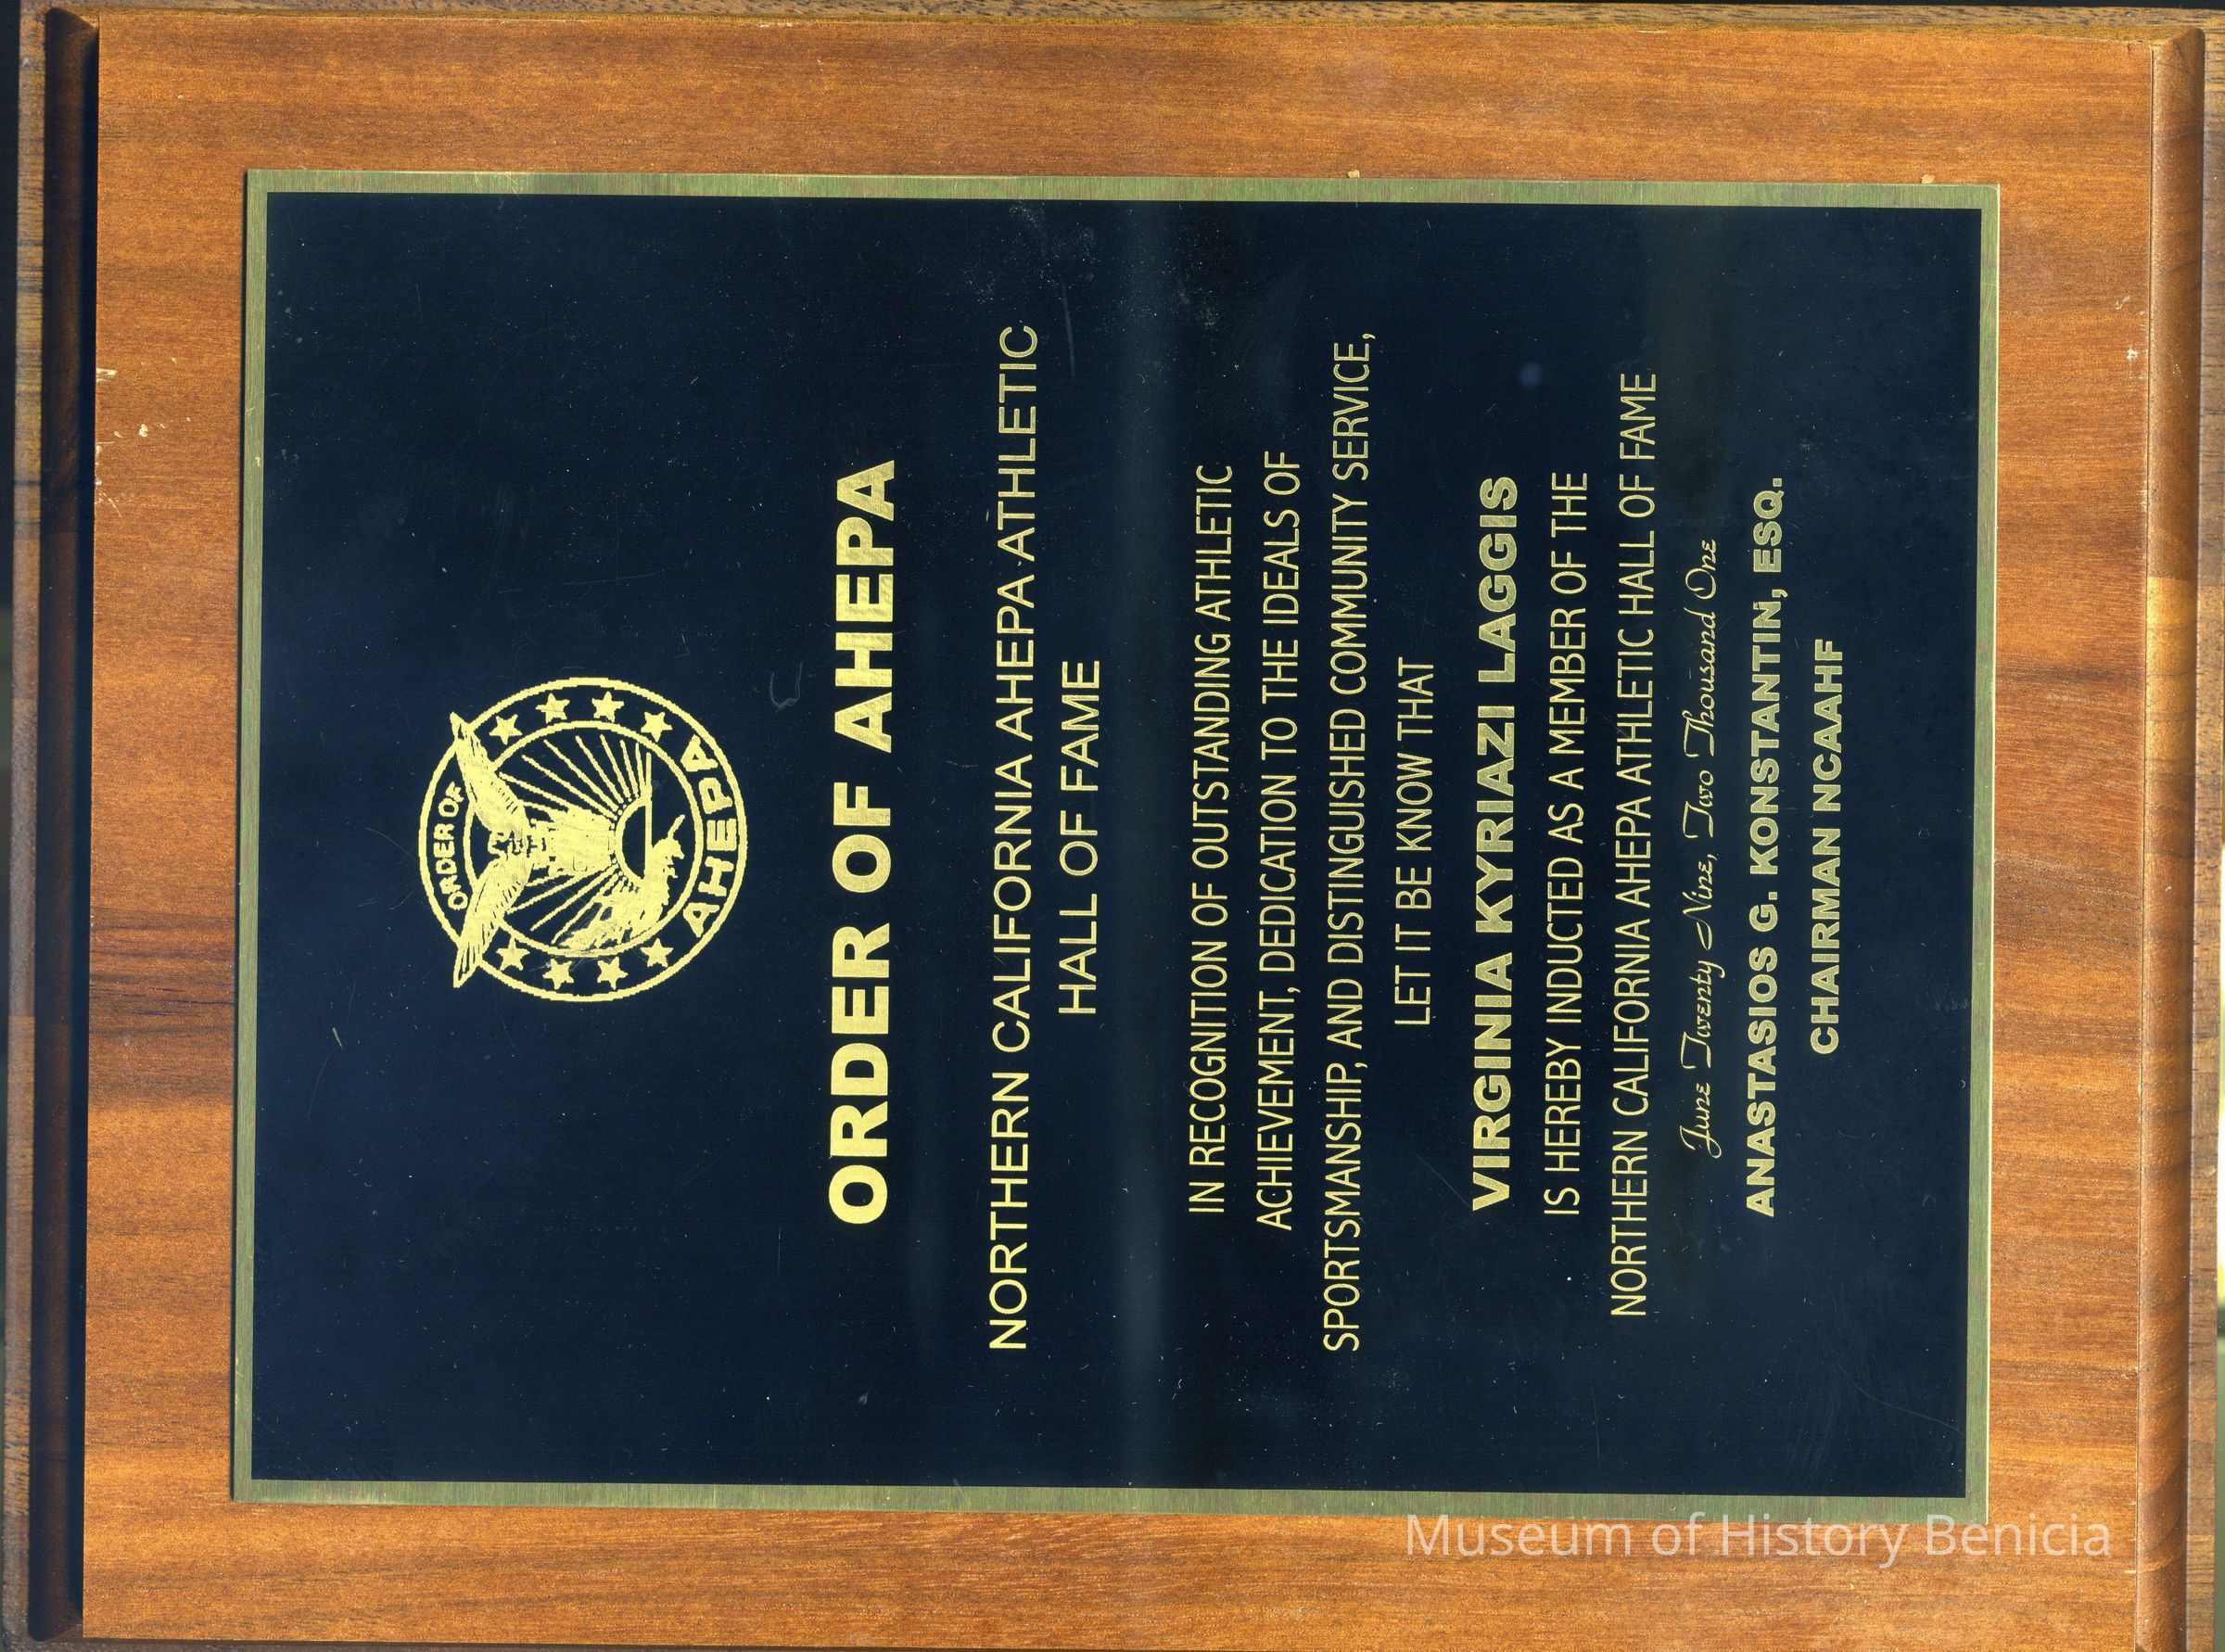 ORDER OF
AHEPA
ORDER OF AHEPA
NORTHERN CALIFORNIA AHEPA ATHLETIC
HALL OF FAME
IN RECOGNITION OF OUTSTANDING ATHLETIC
ACHIEVEMENT, DEDICATION TO THE IDEALS OF
SPORTSMANSHIP, AND DISTINGUISHED COMMUNITY SERVICE,
LET IT BE KNOW THAT
VIRGINIA KYRIAZI LAGGIS
IS HEREBY INDUCTED AS A MEMBER OF THE
NORTHERN CALIFORNIA AHEPA ATHLETIC HALL OF FAME
June Twenty Nine, Two Thousand One
ANASTASIOS G. KONSTANTIN, ESQ.
CHAIRMAN NCAAHF
Museum of History Benicia